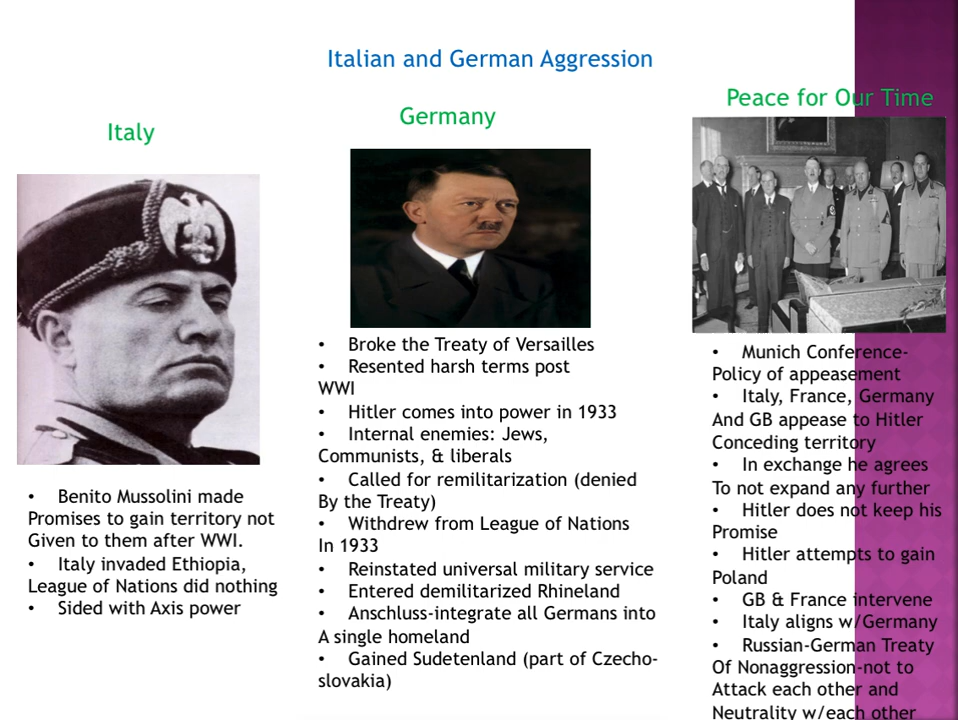 Italian and German Aggression
Italy
• Benito Mussolini made
Promises to gain territory not
Given to them after WWI.
• Italy invaded Ethiopia,
League of Nations did nothing
• Sided with Axis power
Germany
• Broke the Treaty of Versailles
• Resented harsh terms post
WWI
• Hitler comes into power in 1933
• Internal enemies: Jews,
Communists, & liberals
• Called for remilitarization (denied
By the Treaty)
• Withdrew from League of Nations
In 1933
• Reinstated universal military service
• Entered demilitarized Rhineland
• Anschluss-integrate all Germans into
A single homeland
• Gained Sudetenland (part of Czecho-
slovakia)
Peace for Our Time
• Munich Conference-
Policy of appeasement
• Italy, France, Germany
And GB appease to Hitler
Conceding territory
• In exchange he agrees
To not expand any further
• Hitler does not keep his
Promise
• Hitler attempts to gain
Poland
• GB & France intervene
• Italy aligns w/Germany
• Russian-German Treaty
Of Nonaggression-not to
Attack each other and
Neutrality w/each other